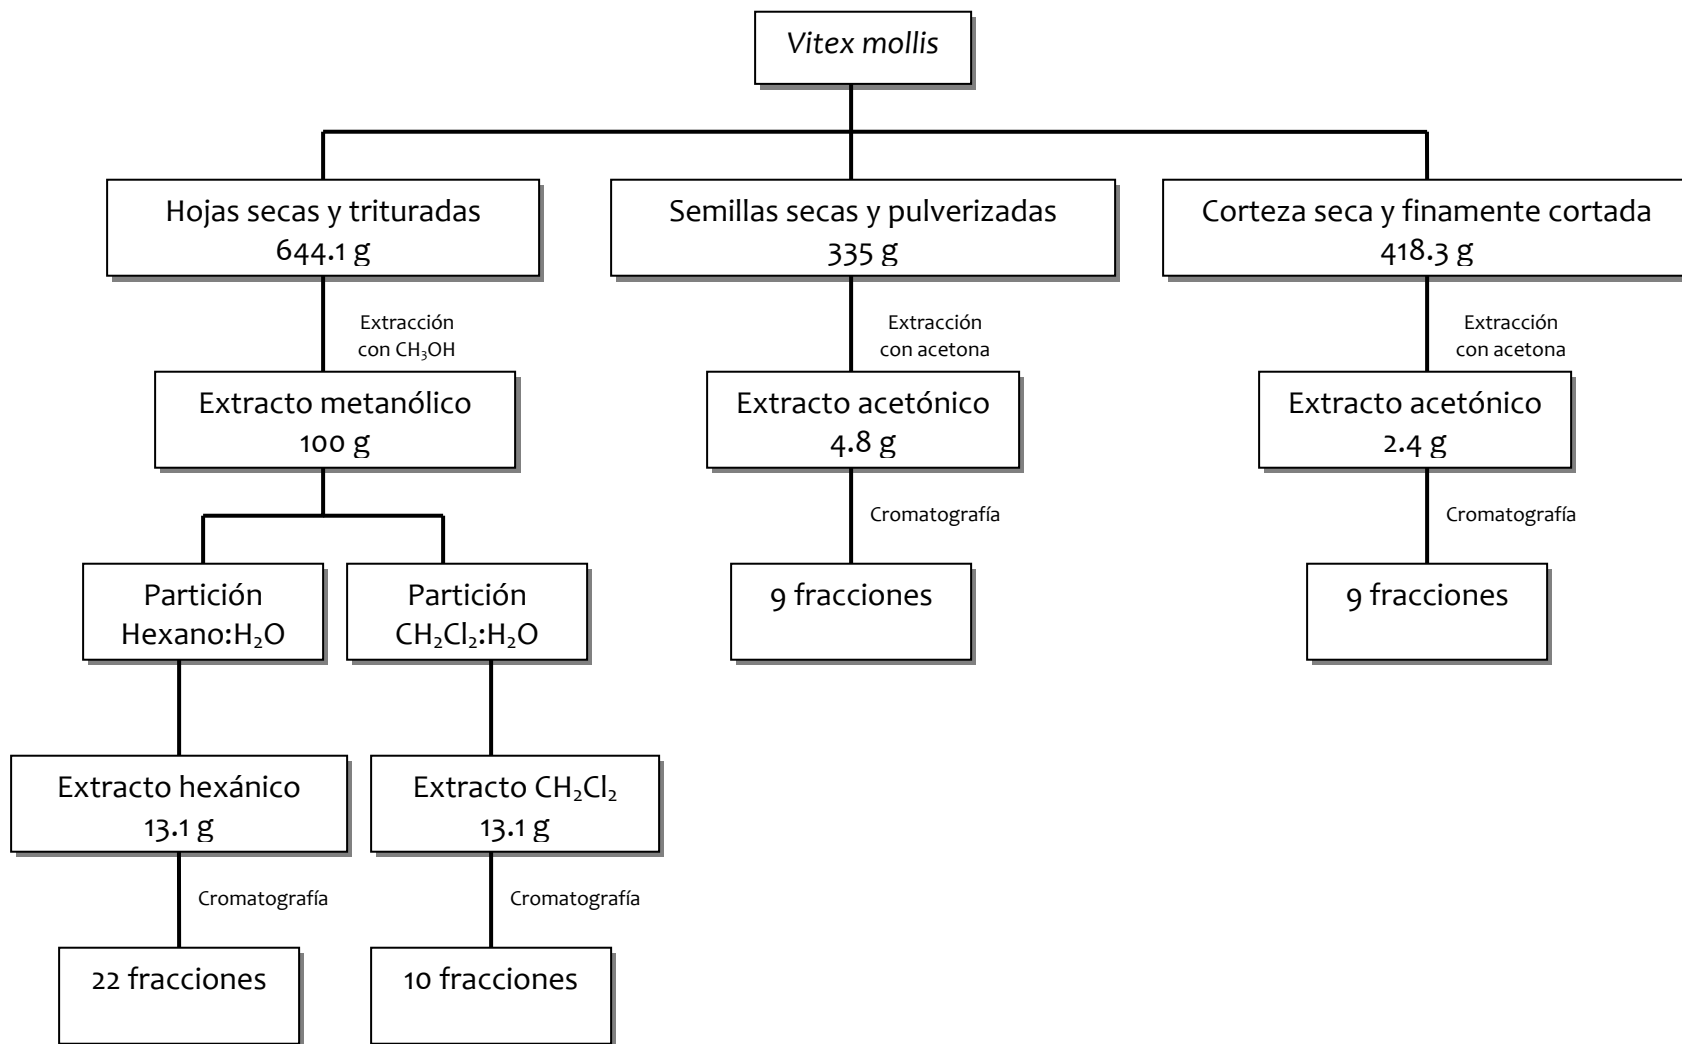 Vitex mollis
Hojas secas y trituradas
644.1 g
Semillas secas y pulverizadas
335 g
Corteza seca y finamente cortada
418.3 g
Extracción
con CH₃OH
Extracción
con acetona
Extracción
con acetona
Extracto metanólico
100 g
Extracto acetónico
4.8 g
Extracto acetónico
2.4 g
Cromatografía
Cromatografía
Partición
Hexano:H₂O
Partición
CH₂Cl₂:H₂O
9 fracciones
9 fracciones
Extracto hexánico
13.1 g
Extracto CH₂Cl₂
13.1 g
Cromatografía
Cromatografía
22 fracciones
10 fracciones